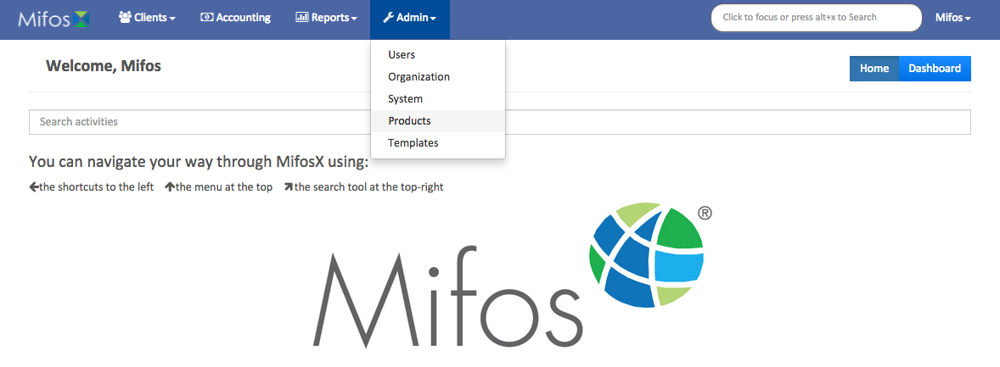 Mifos Clients Accounting Reports Admin Click to focus or press alt+x to Search Mifos
Users
Organization
System
Products
Templates
Welcome, Mifos Home Dashboard
Search activities
You can navigate your way through MifosX using:
the shortcuts to the left the menu at the top the search tool at the top-right
Mifos®